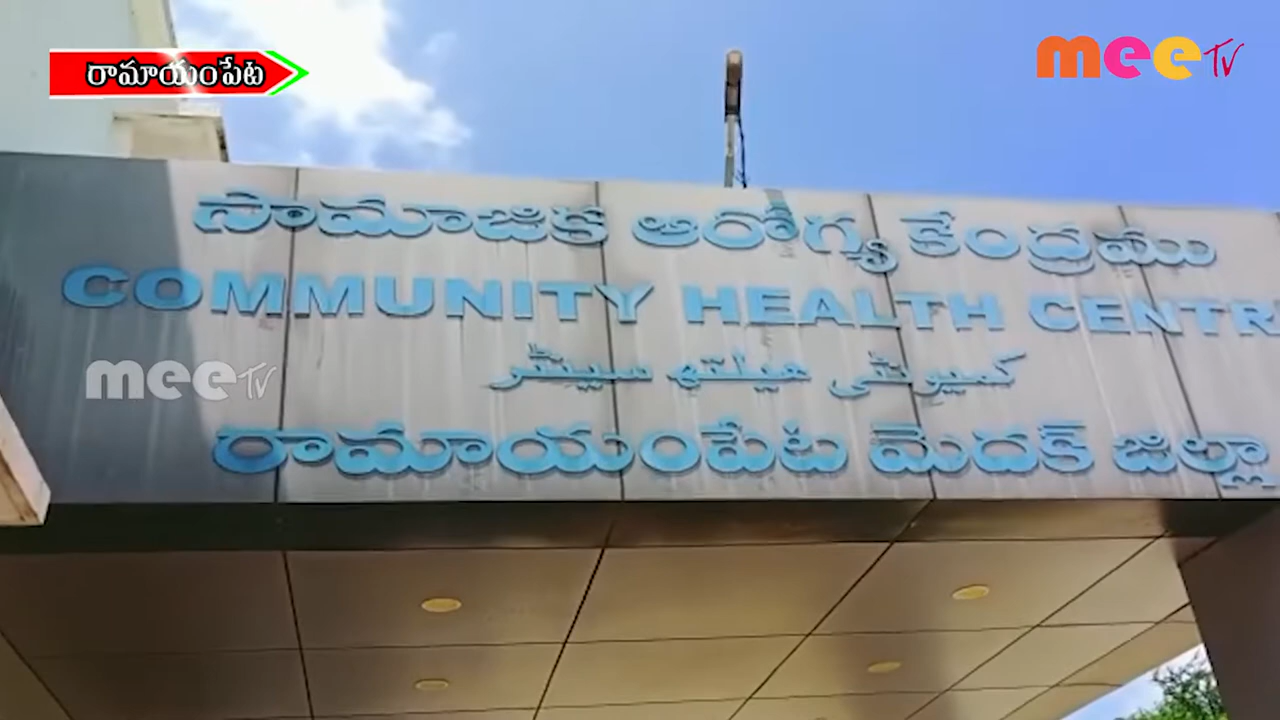 రామాయంపేట
mee TV
సామాజిక ఆరోగ్య కేంద్రము
COMMUNITY HEALTH CENTR
کمیونٹی ہیلتھ سینٹر
mee TV
రామాయంపేట మెదక్ జిల్లా